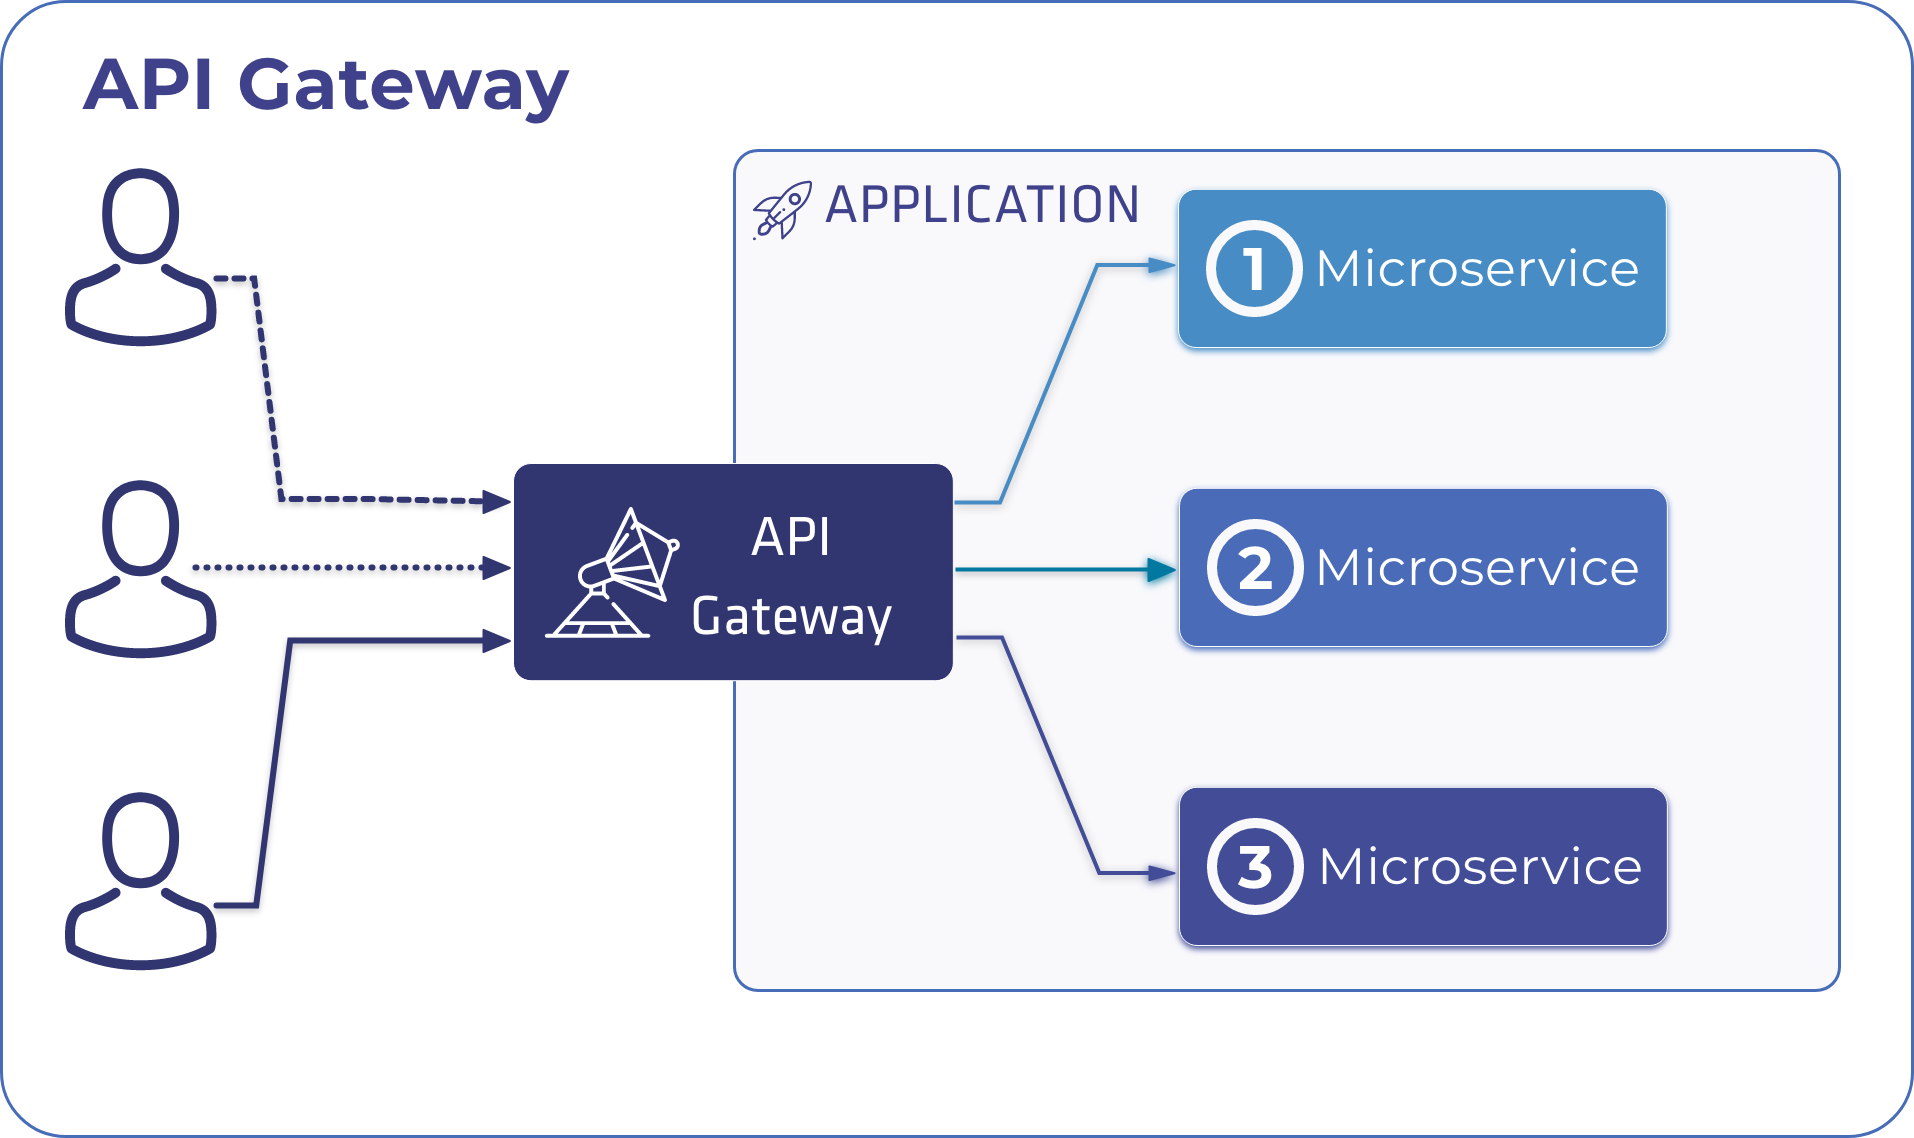 API Gateway
APPLICATION
1 Microservice
API
Gateway
2 Microservice
3 Microservice